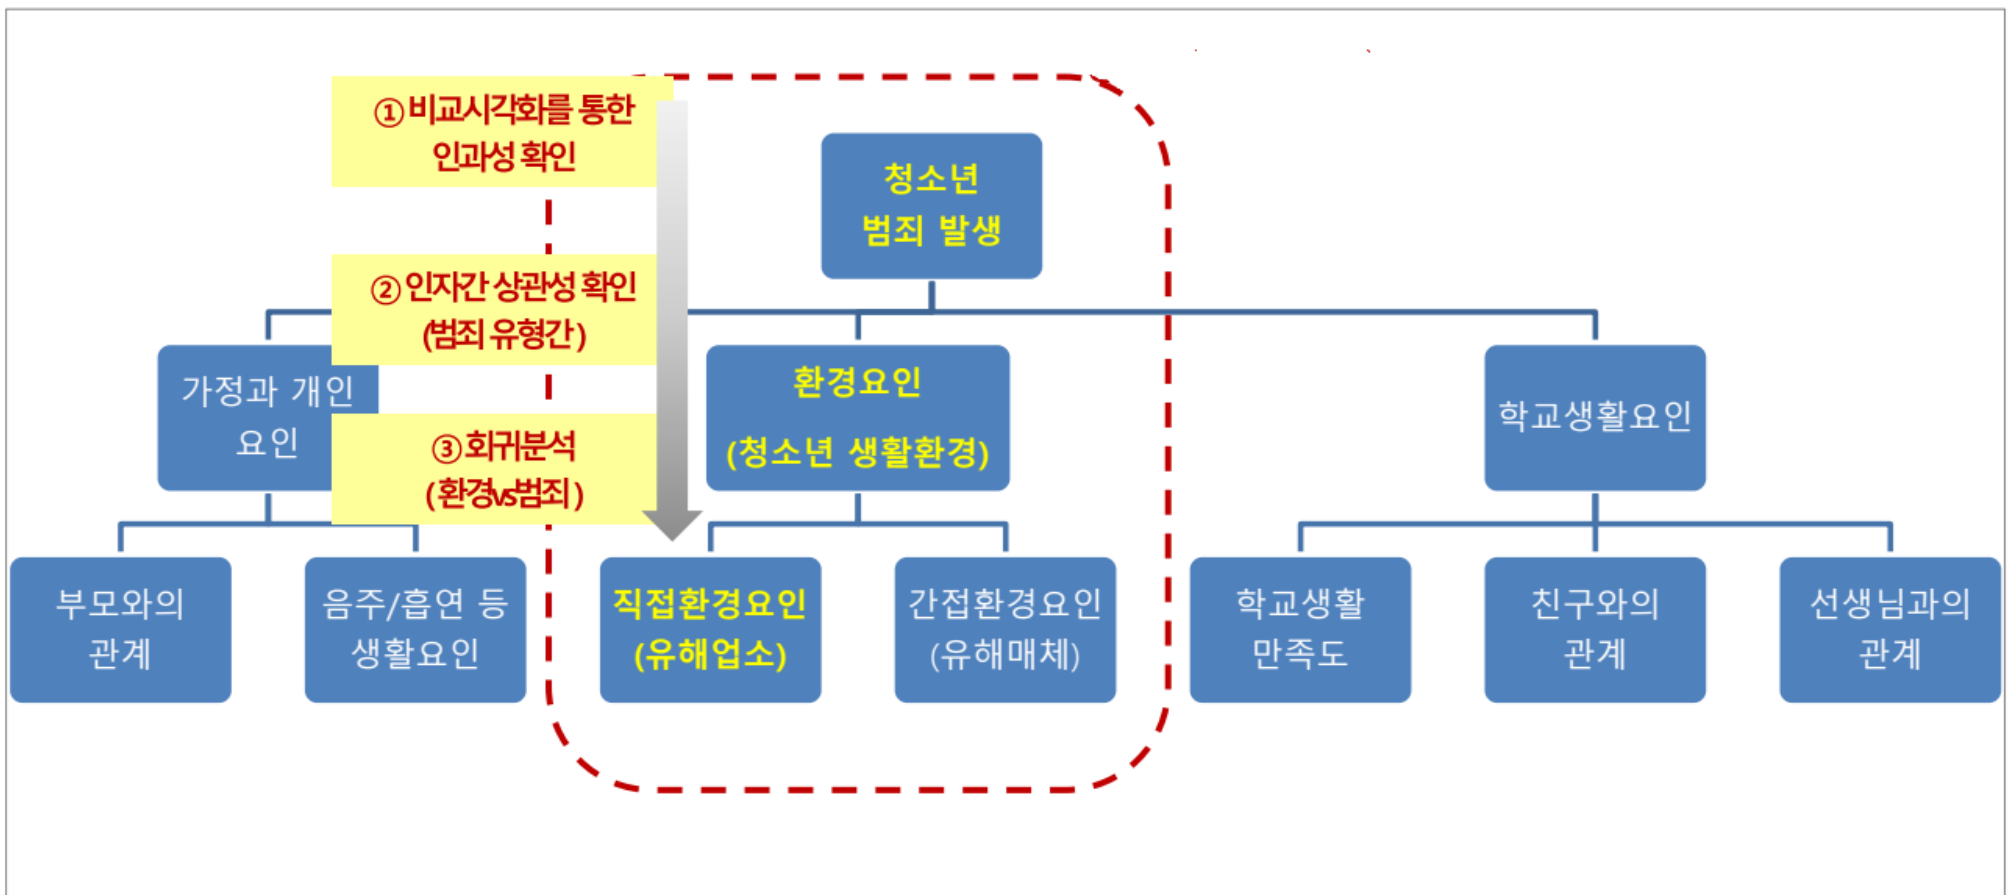 ① 비교시각화를 통한
인과성 확인
청소년
범죄 발생
② 인자간 상관성 확인
(범죄 유형간)
가정과 개인
요인
환경요인
(청소년 생활환경)
학교생활요인
③ 회귀분석
(환경vs범죄)
부모와의
관계
음주/흡연 등
생활요인
직접환경요인
(유해업소)
간접환경요인
(유해매체)
학교생활
만족도
친구와의
관계
선생님과의
관계